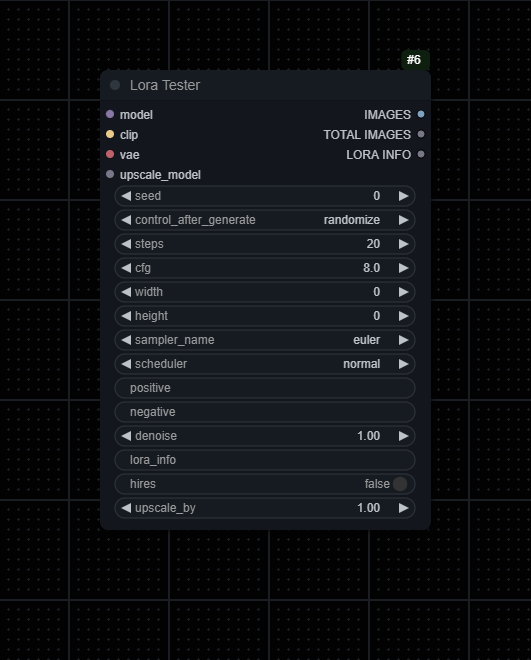 #6
Lora Tester
model IMAGES
clip TOTAL IMAGES
vae LORA INFO
upscale_model
seed 0
control_after_generate randomize
steps 20
cfg 8.0
width 0
height 0
sampler_name euler
scheduler normal
positive
negative
denoise 1.00
lora_info
hires false
upscale_by 1.00